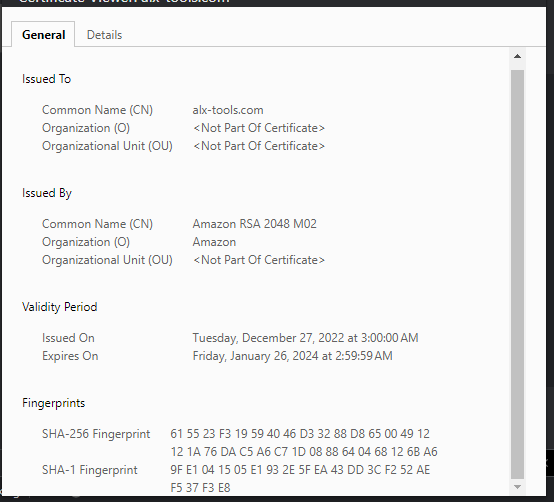 Certificate Viewer: alx-tools.com
General Details
Issued To
Common Name (CN) alx-tools.com
Organization (O) <Not Part Of Certificate>
Organizational Unit (OU) <Not Part Of Certificate>
Issued By
Common Name (CN) Amazon RSA 2048 M02
Organization (O) Amazon
Organizational Unit (OU) <Not Part Of Certificate>
Validity Period
Issued On Tuesday, December 27, 2022 at 3:00:00 AM
Expires On Friday, January 26, 2024 at 2:59:59 AM
Fingerprints
SHA-256 Fingerprint 61 55 23 F3 19 59 40 46 D3 32 88 D8 65 00 49 12
12 1A 76 DA C5 A6 C7 1D 08 88 64 04 68 12 6B A6
SHA-1 Fingerprint 9F E1 04 15 05 E1 93 2E 5F EA 43 DD 3C F2 52 AE
F5 37 F3 E8